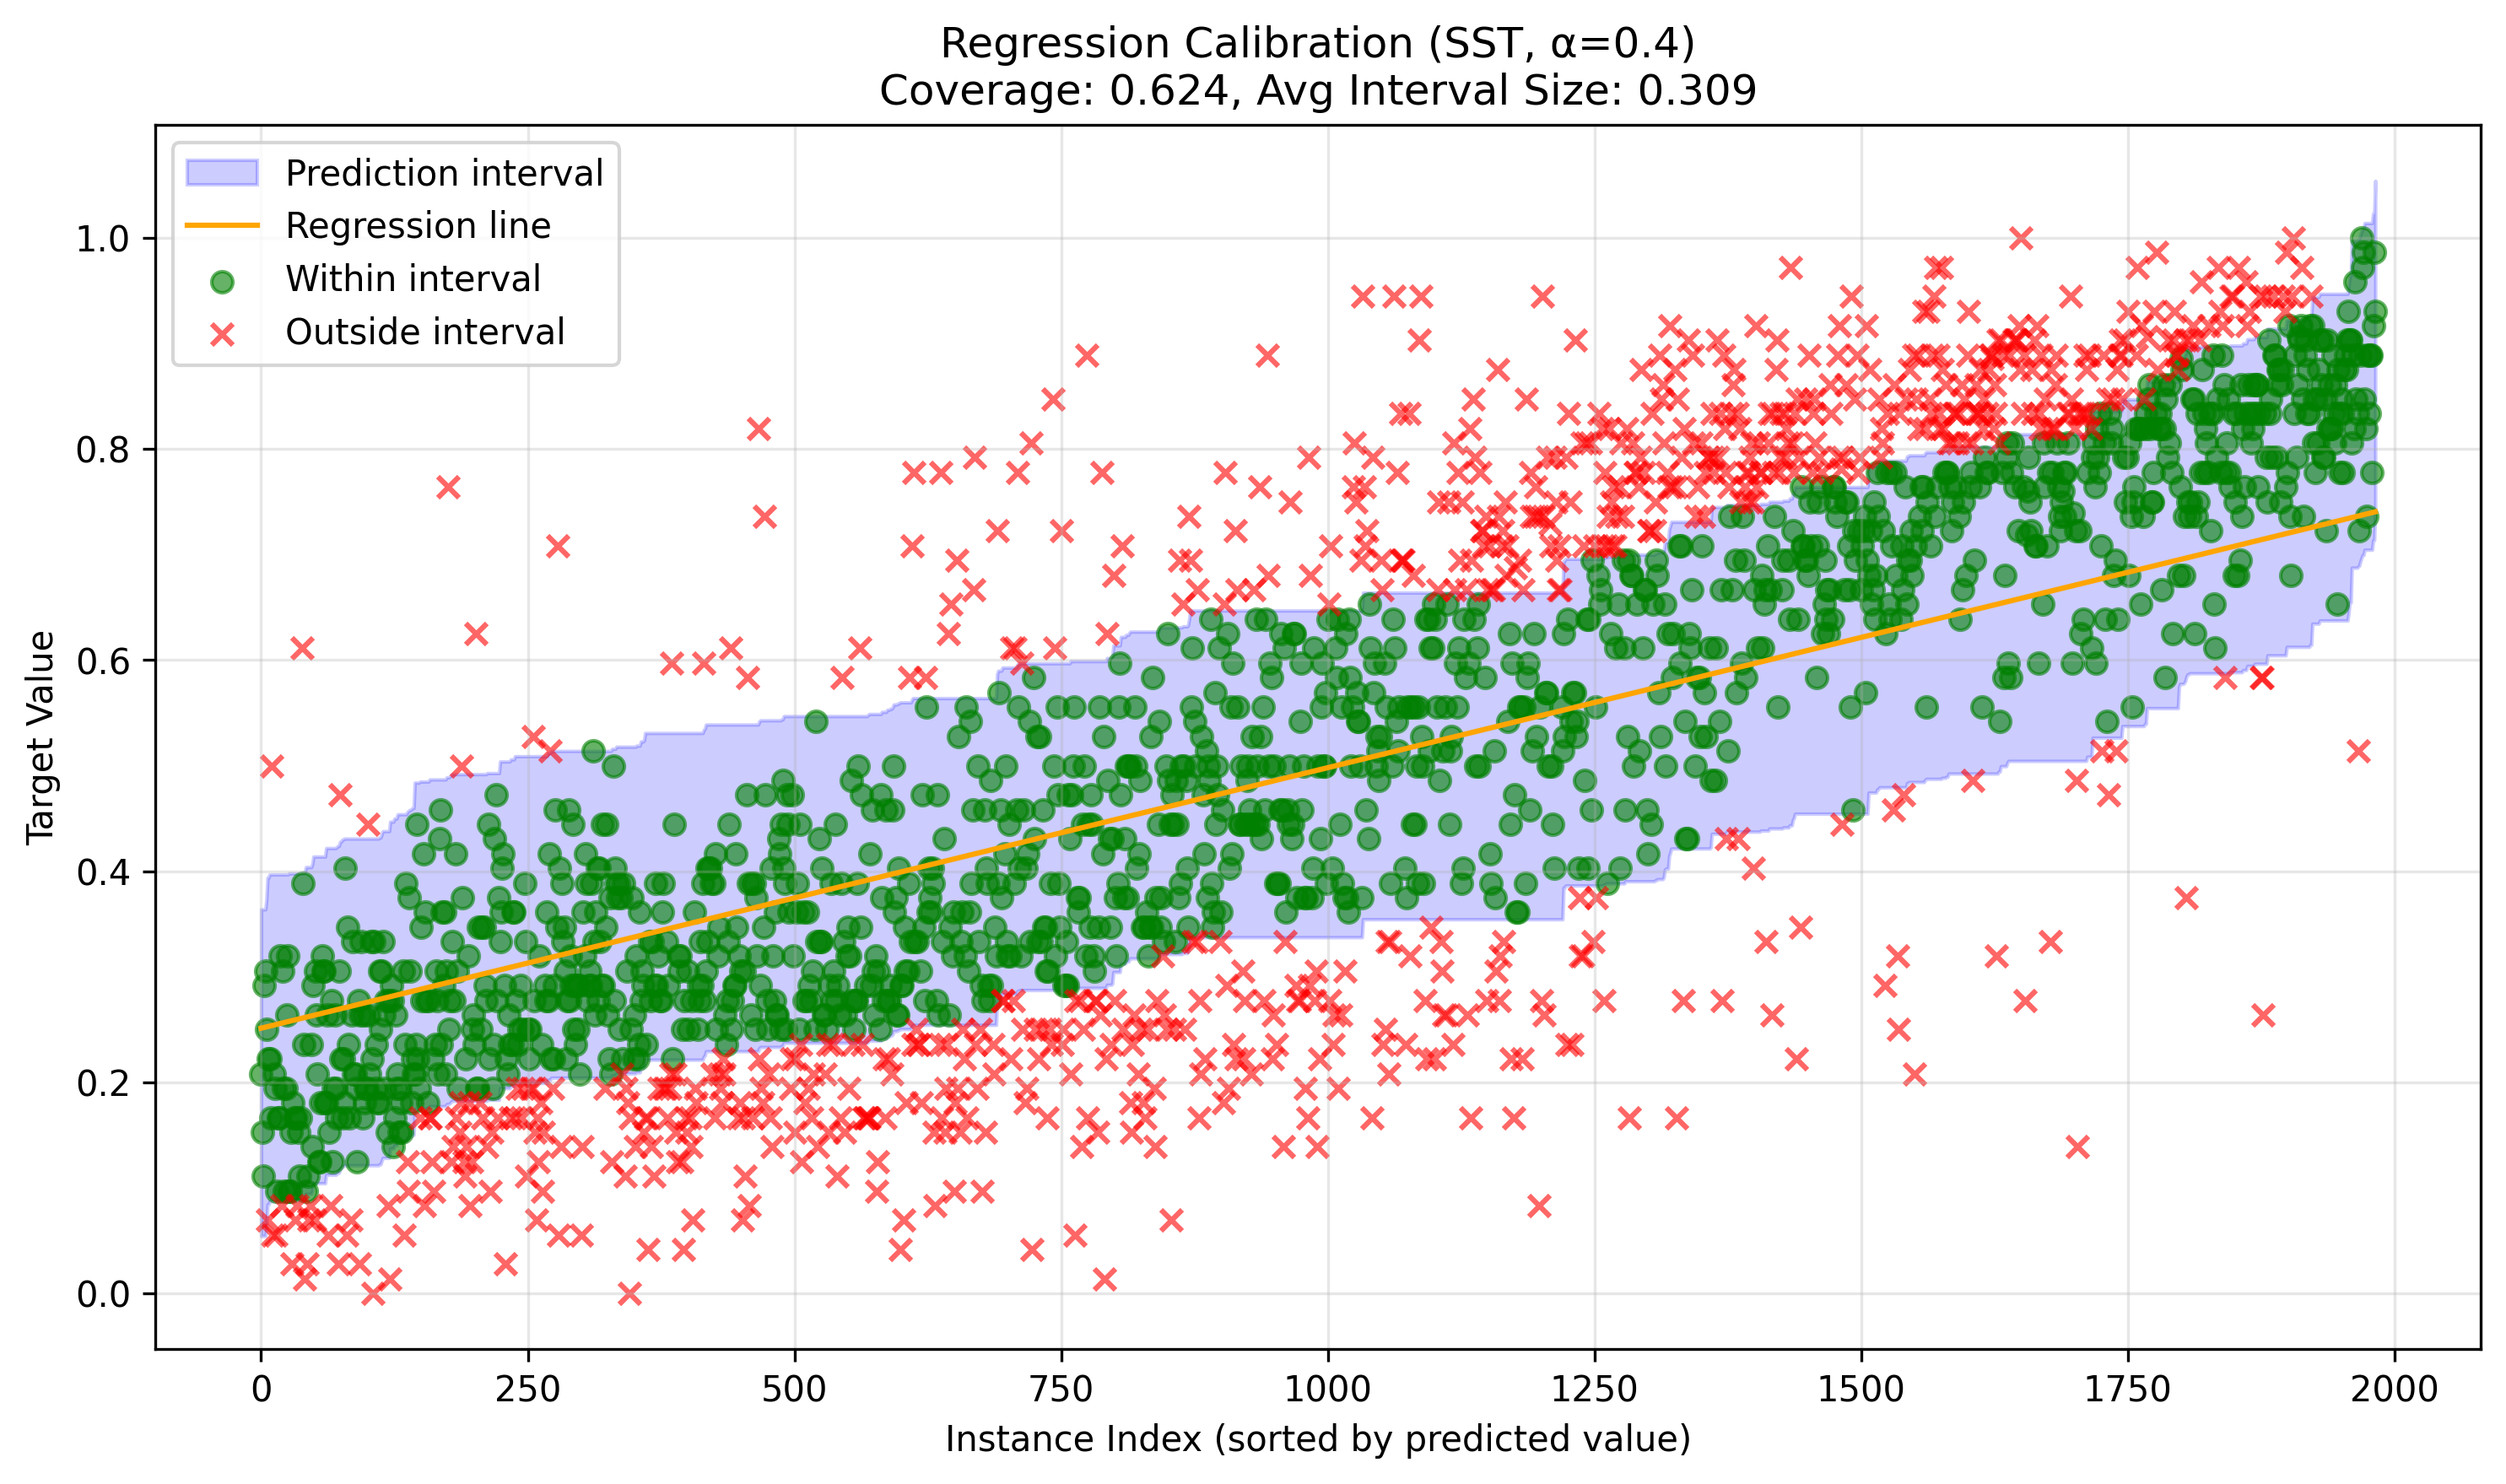 Regression Calibration (SST, α=0.4)
Coverage: 0.624, Avg Interval Size: 0.309
Prediction interval
Regression line
Within interval
Outside interval
Target Value
1.0
0.8
0.6
0.4
0.2
0.0
0 250 500 750 1000 1250 1500 1750 2000
Instance Index (sorted by predicted value)